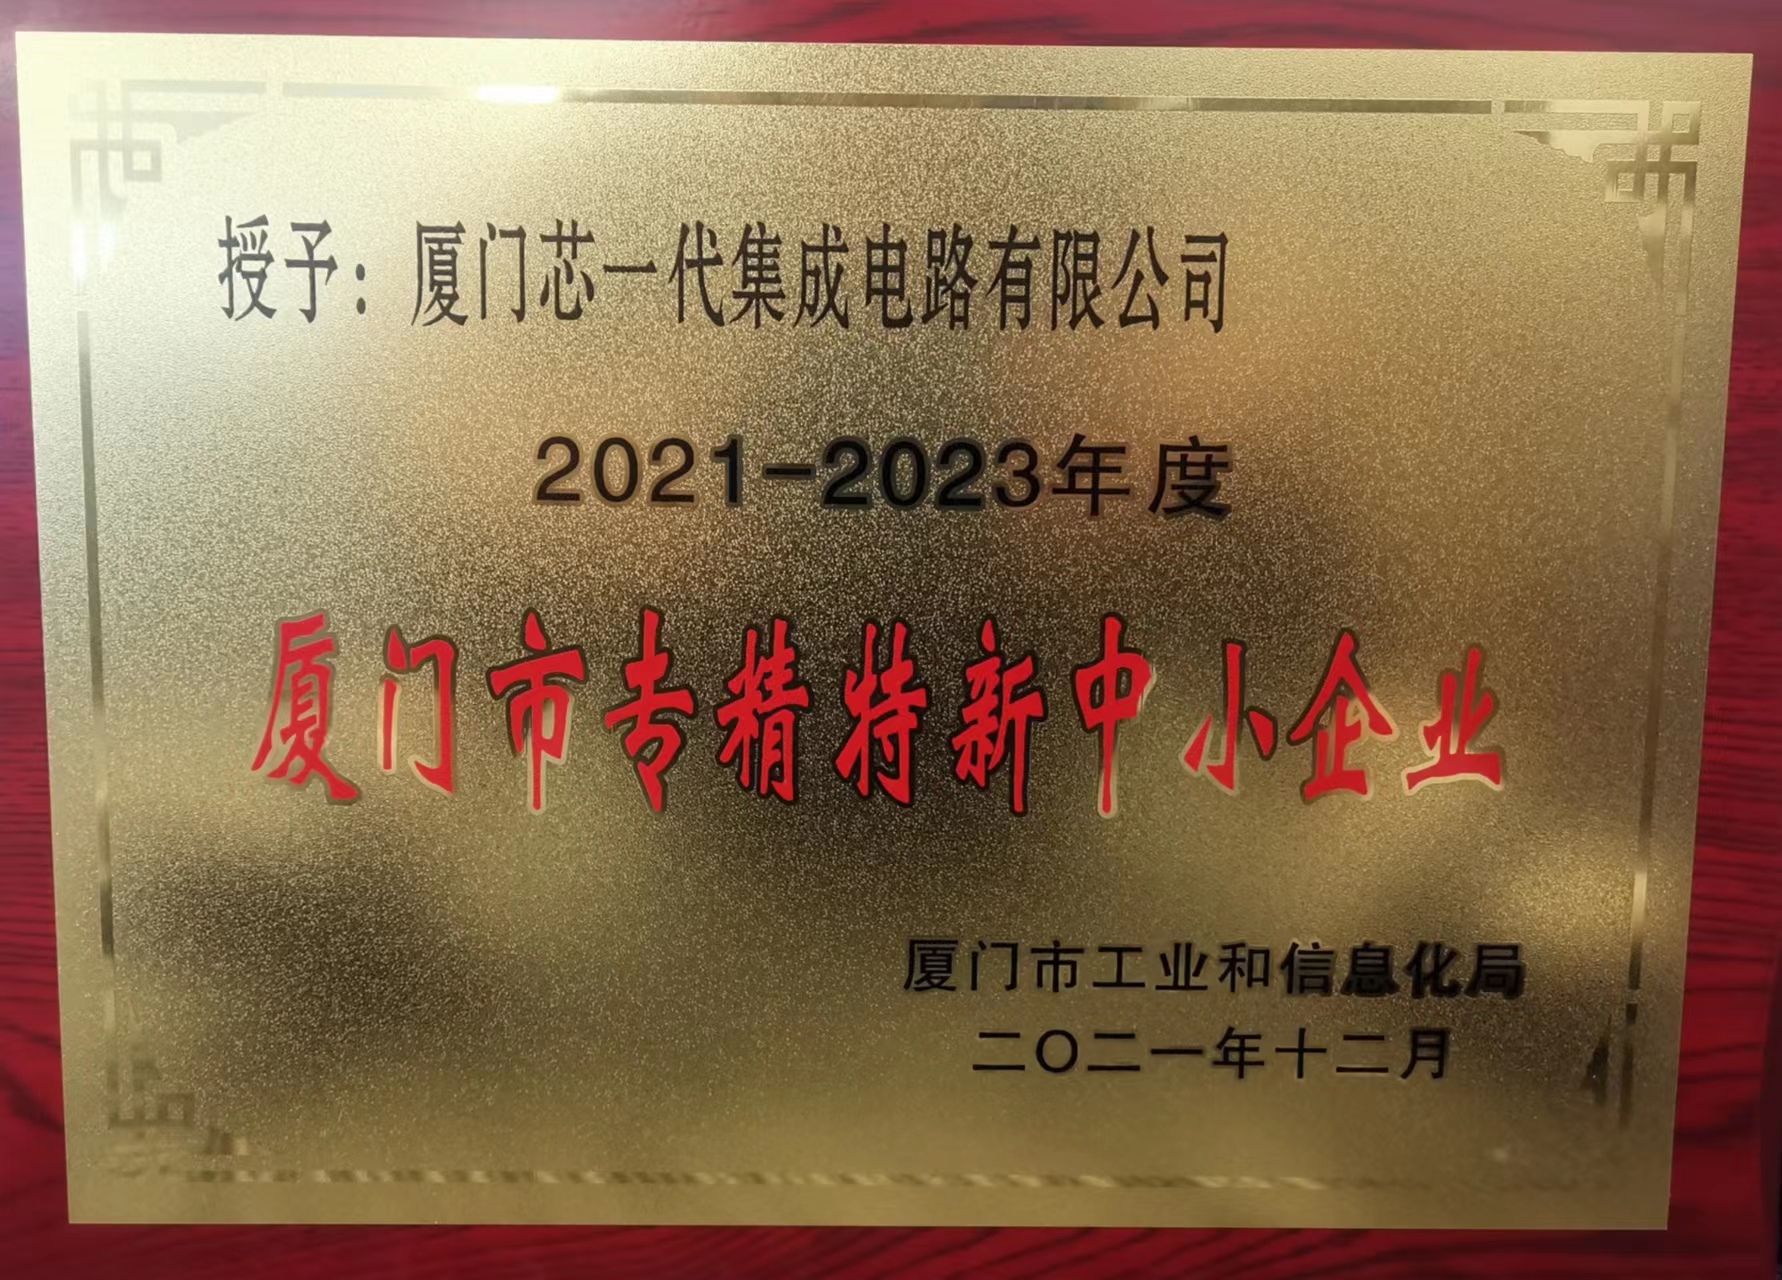 授予：厦门芯一代集成电路有限公司
2021-2023年度
厦门市专精特新中小企业
厦门市工业和信息化局
二〇二一年十二月